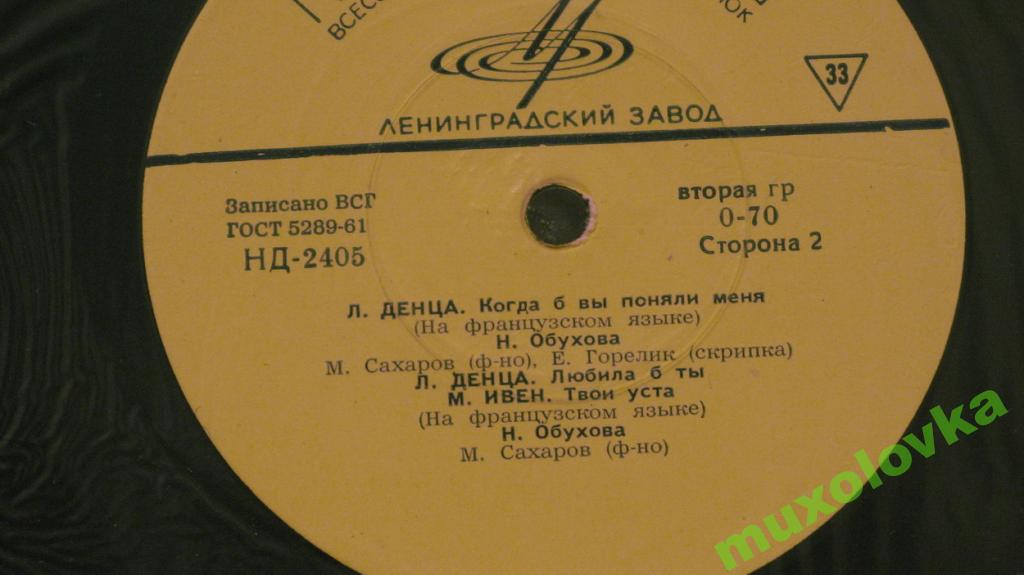 33
ЛЕНИНГРАДСКИЙ ЗАВОД
Записано ВСГ
ГОСТ 5289-61
НД-2405
вторая гр
0-70
Сторона 2
Л. ДЕНЦА. Когда б вы поняли меня
(На французском языке)
Н. Обухова
М. Сахаров (ф-но), Е. Горелик (скрипка)
Л. ДЕНЦА. Любила б ты
М. ИВЕН. Твои уста
(На французском языке)
Н. Обухова
М. Сахаров (ф-но)
muxolovka